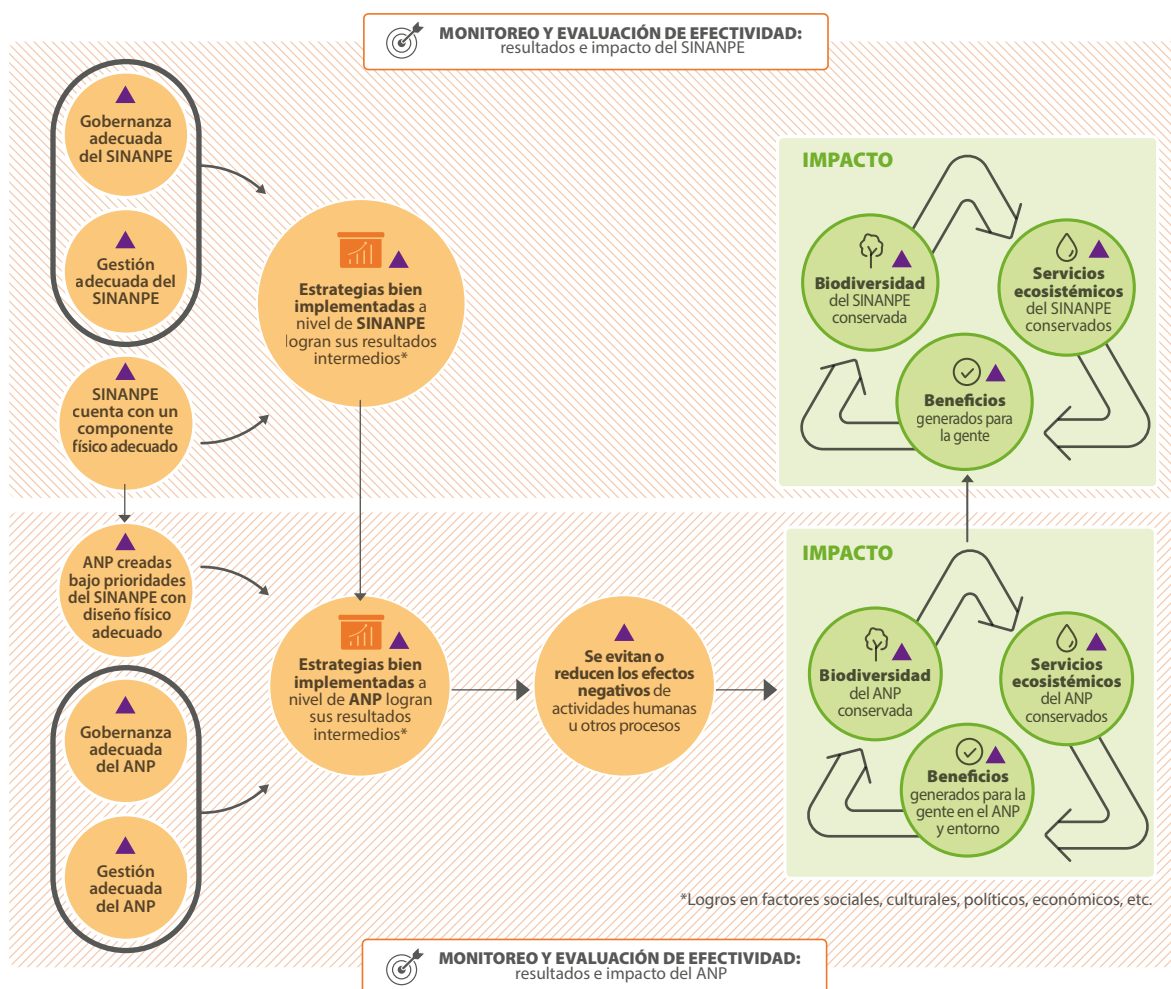 MONITOREO Y EVALUACIÓN DE EFECTIVIDAD:
resultados e impacto del SINANPE
Gobernanza
adecuada
del SINANPE
Gestión
adecuada del
SINANPE
SINANPE
cuenta con un
componente
físico adecuado
Estrategias bien
implementadas a
nivel de SINANPE
logran sus resultados
intermedios*
IMPACTO
Biodiversidad
del SINANPE
conservada
Servicios
ecosistémicos
del SINANPE
conservados
Beneficios
generados para
la gente
ANP creadas
bajo prioridades
del SINANPE con
diseño físico
adecuado
Gobernanza
adecuada
del ANP
Gestión
adecuada
del ANP
Estrategias bien
implementadas a
nivel de ANP logran
sus resultados
intermedios*
Se evitan o
reducen los efectos
negativos de
actividades humanas
u otros procesos
IMPACTO
Biodiversidad
del ANP
conservada
Servicios
ecosistémicos
del ANP
conservados
Beneficios
generados para la
gente en el ANP
y entorno
*Logros en factores sociales, culturales, políticos, económicos, etc.
MONITOREO Y EVALUACIÓN DE EFECTIVIDAD:
resultados e impacto del ANP